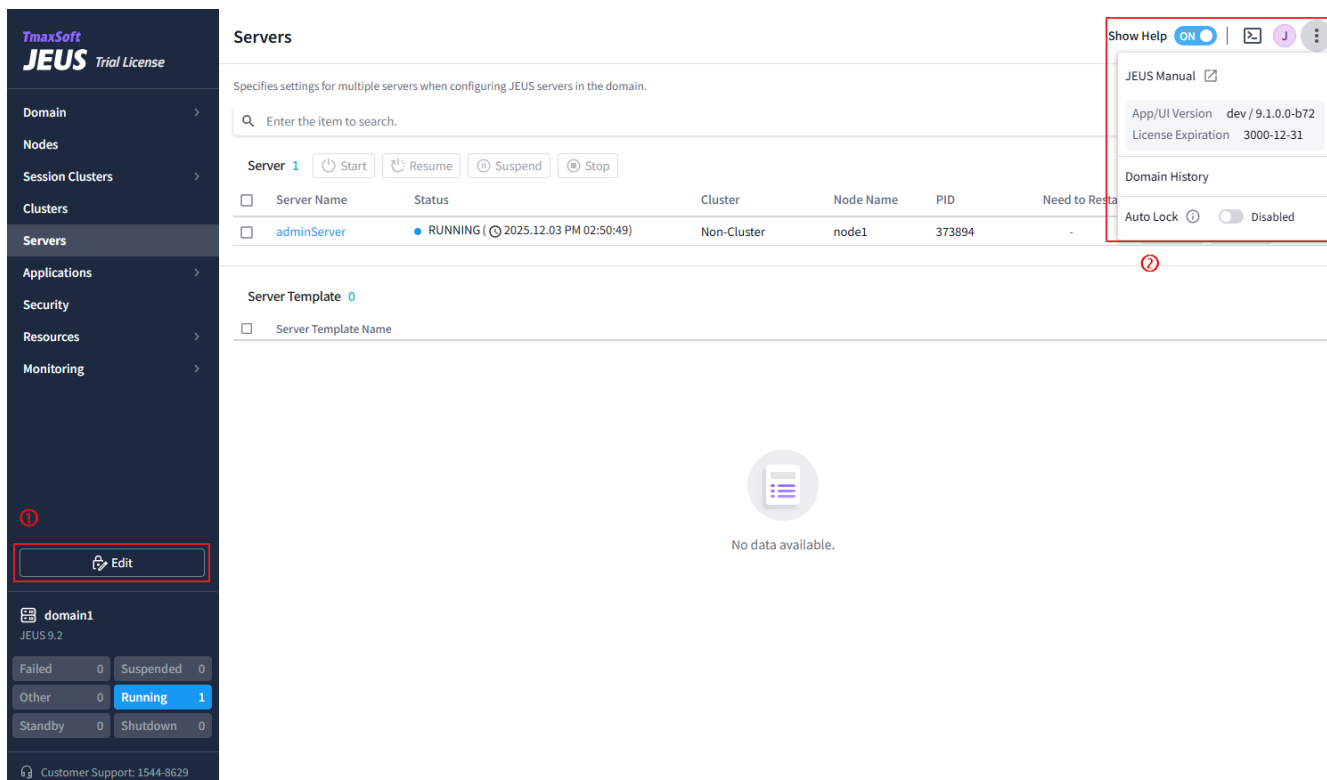 TmaxSoft
JEUS Trial License
Domain
Nodes
Session Clusters
Clusters
Servers
Applications
Security
Resources
Monitoring
①
Edit
domain1
JEUS 9.2
Failed 0 Suspended 0
Other 0 Running 1
Standby 0 Shutdown 0
Customer Support: 1544-8629
Servers
Show Help ON J
Specifies settings for multiple servers when configuring JEUS servers in the domain.
Enter the item to search.
Server 1 Start Resume Suspend Stop
Server Name Status Cluster Node Name PID Need to Resta
adminServer RUNNING ( 2025.12.03 PM 02:50:49) Non-Cluster node1 373894 -
JEUS Manual
App/UI Version dev / 9.1.0.0-b72
License Expiration 3000-12-31
Domain History
Auto Lock Disabled
②
Server Template 0
Server Template Name
No data available.